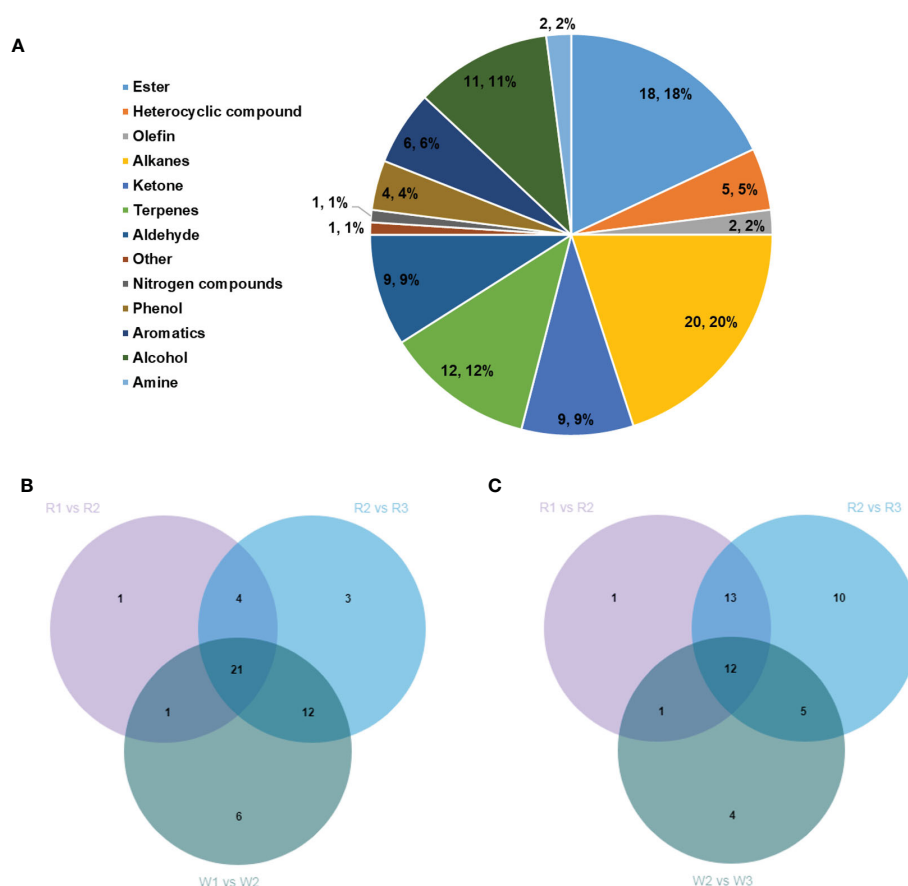 A
Ester
Heterocyclic compound
Olefin
Alkanes
Ketone
Terpenes
Aldehyde
Other
Nitrogen compounds
Phenol
Aromatics
Alcohol
Amine
2, 2%
18, 18%
5, 5%
2, 2%
20, 20%
9, 9%
12, 12%
9, 9%
1, 1%
1, 1%
4, 4%
6, 6%
11, 11%
B
R1 vs R2
R2 vs R3
1
4
3
21
1
12
6
W1 vs W2
C
R1 vs R2
R2 vs R3
1
13
10
12
1
5
4
W2 vs W3